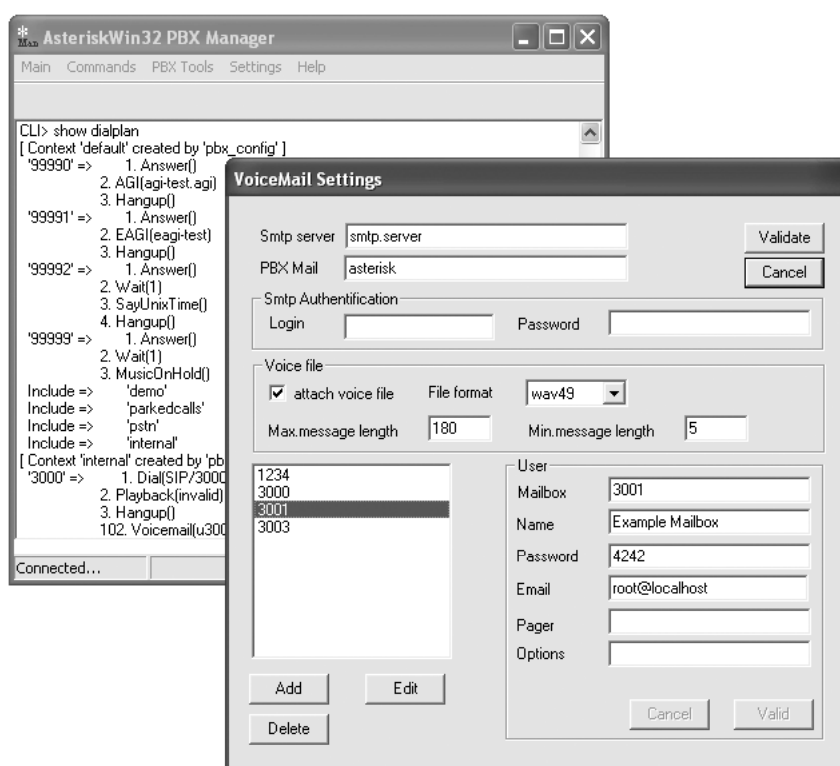 Man AsteriskWin32 PBX Manager
Main Commands PBX Tools Settings Help
CLI> show dialplan
[ Context 'default' created by 'pbx_config' ]
'99990' => 1. Answer()
2. AGI(agi-test.agi)
3. Hangup()
'99991' => 1. Answer()
2. EAGI(eagi-test)
3. Hangup()
'99992' => 1. Answer()
2. Wait(1)
3. SayUnixTime()
4. Hangup()
'99999' => 1. Answer()
2. Wait(1)
3. MusicOnHold()
Include => 'demo'
Include => 'parkedcalls'
Include => 'pstn'
Include => 'internal'
[ Context 'internal' created by 'pb
'3000' => 1. Dial(SIP/3000
2. Playback(invalid)
3. Hangup()
102. Voicemail(u300
Connected...
VoiceMail Settings
Smtp server smtp.server Validate
PBX Mail asterisk Cancel
Smtp Authentification
Login Password
Voice file
attach voice file File format wav49
Max.message length 180 Min.message length 5
1234
3000
3001
3003
Add Edit
Delete
User
Mailbox 3001
Name Example Mailbox
Password 4242
Email root@localhost
Pager
Options
Cancel Valid